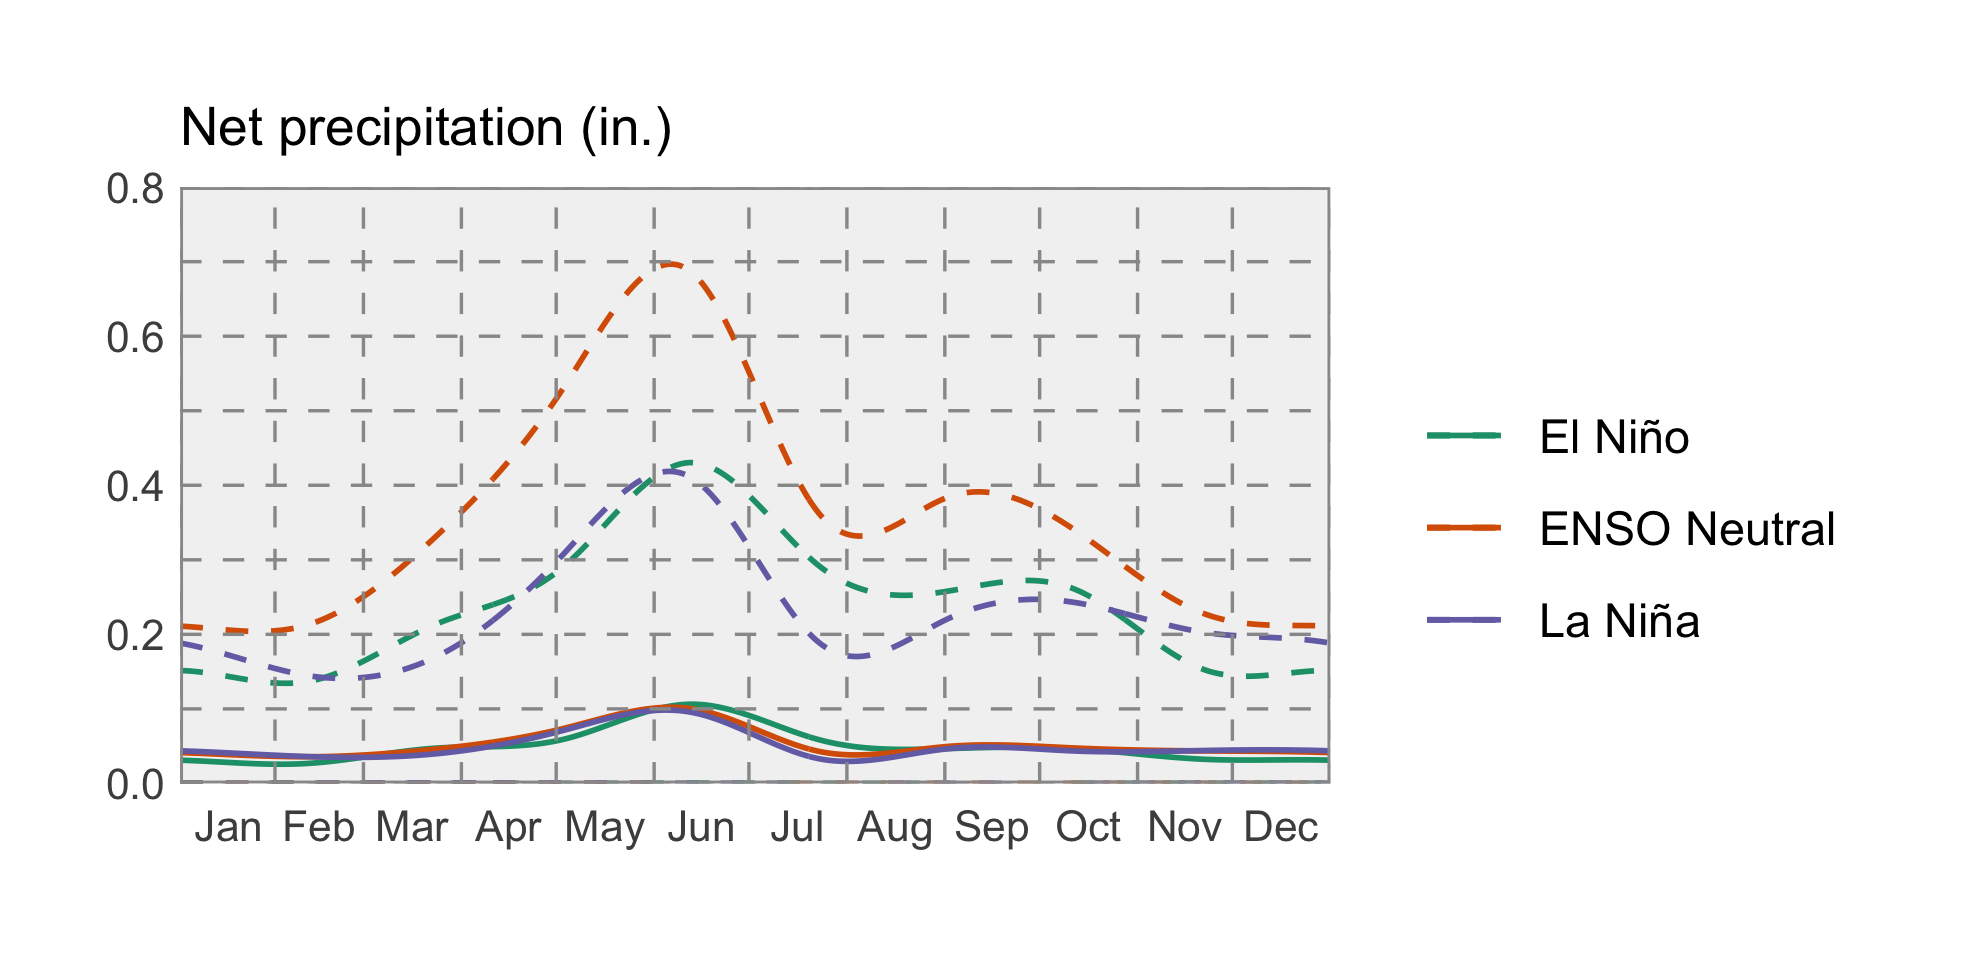 Net precipitation (in.)
0.8
0.6
0.4
0.2
0.0
Jan Feb Mar Apr May Jun Jul Aug Sep Oct Nov Dec
El Niño
ENSO Neutral
La Niña